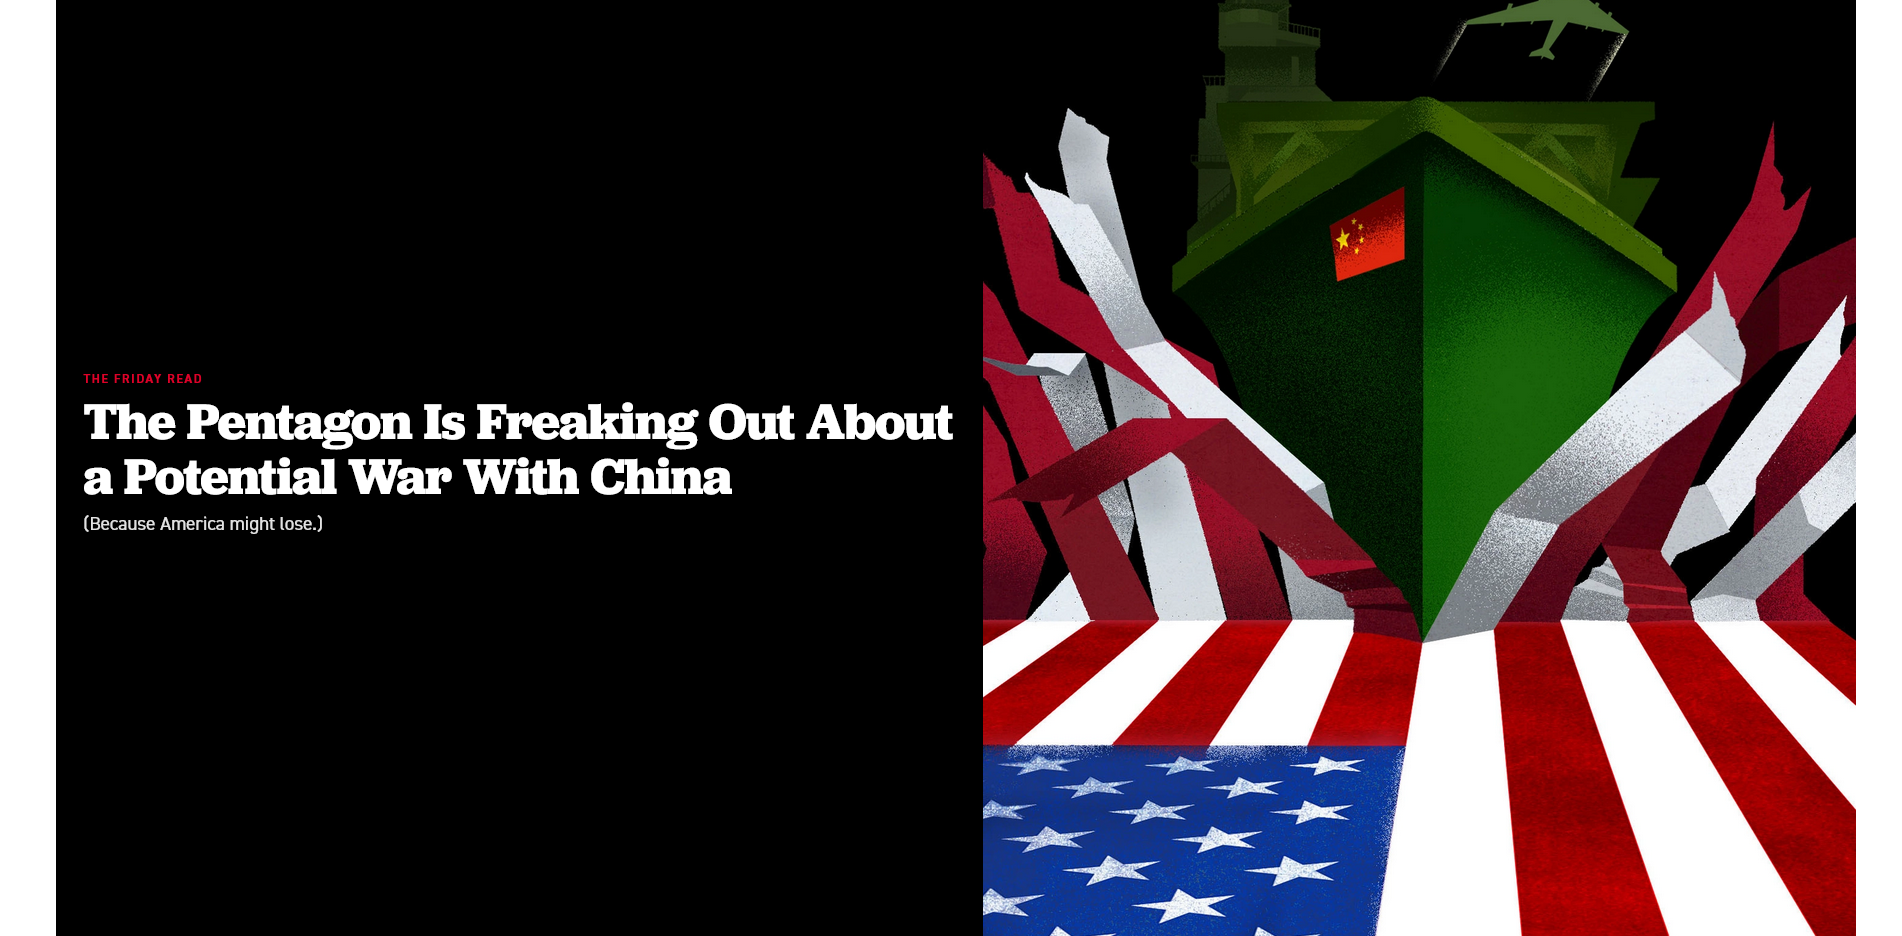 THE FRIDAY READ
The Pentagon Is Freaking Out About
a Potential War With China
(Because America might lose.)